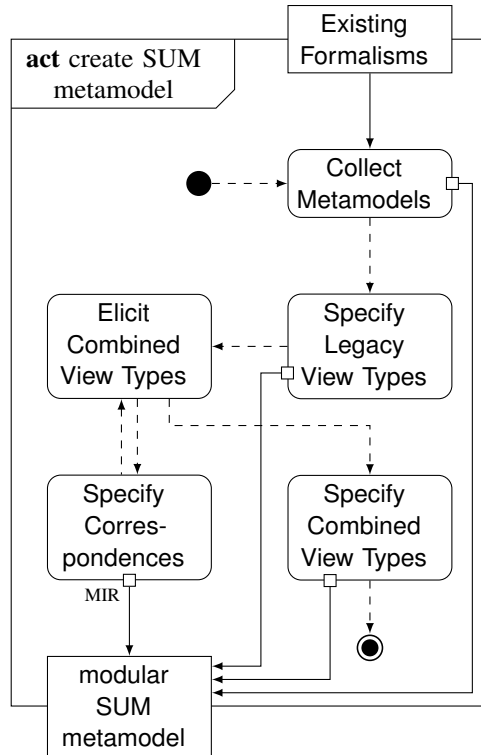 Existing
Formalisms
act create SUM
metamodel
Collect
Metamodels
Elicit
Combined
View Types
Specify
Legacy
View Types
Specify
Corres-
pondences
Specify
Combined
View Types
MIR
modular
SUM
metamodel